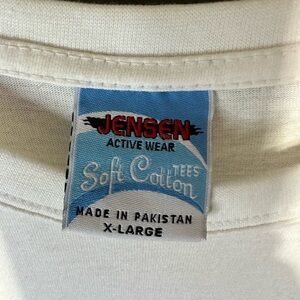 JENSEN
ACTIVE WEAR
Soft Cotton TEES
MADE IN PAKISTAN
X-LARGE